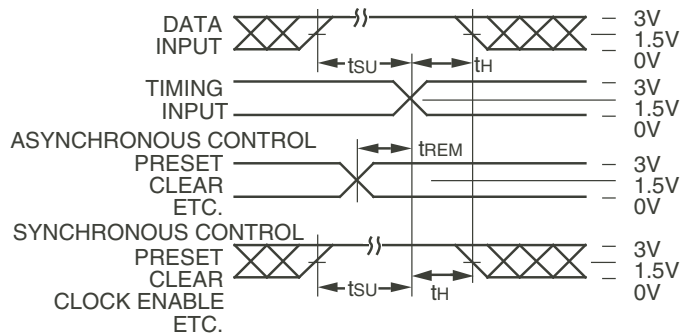 DATA
INPUT
3V
1.5V
0V
tSU
tH
TIMING
INPUT
3V
1.5V
0V
ASYNCHRONOUS CONTROL
tREM
PRESET
CLEAR
ETC.
3V
1.5V
0V
SYNCHRONOUS CONTROL
PRESET
CLEAR
CLOCK ENABLE
ETC.
3V
1.5V
0V
tSU
tH